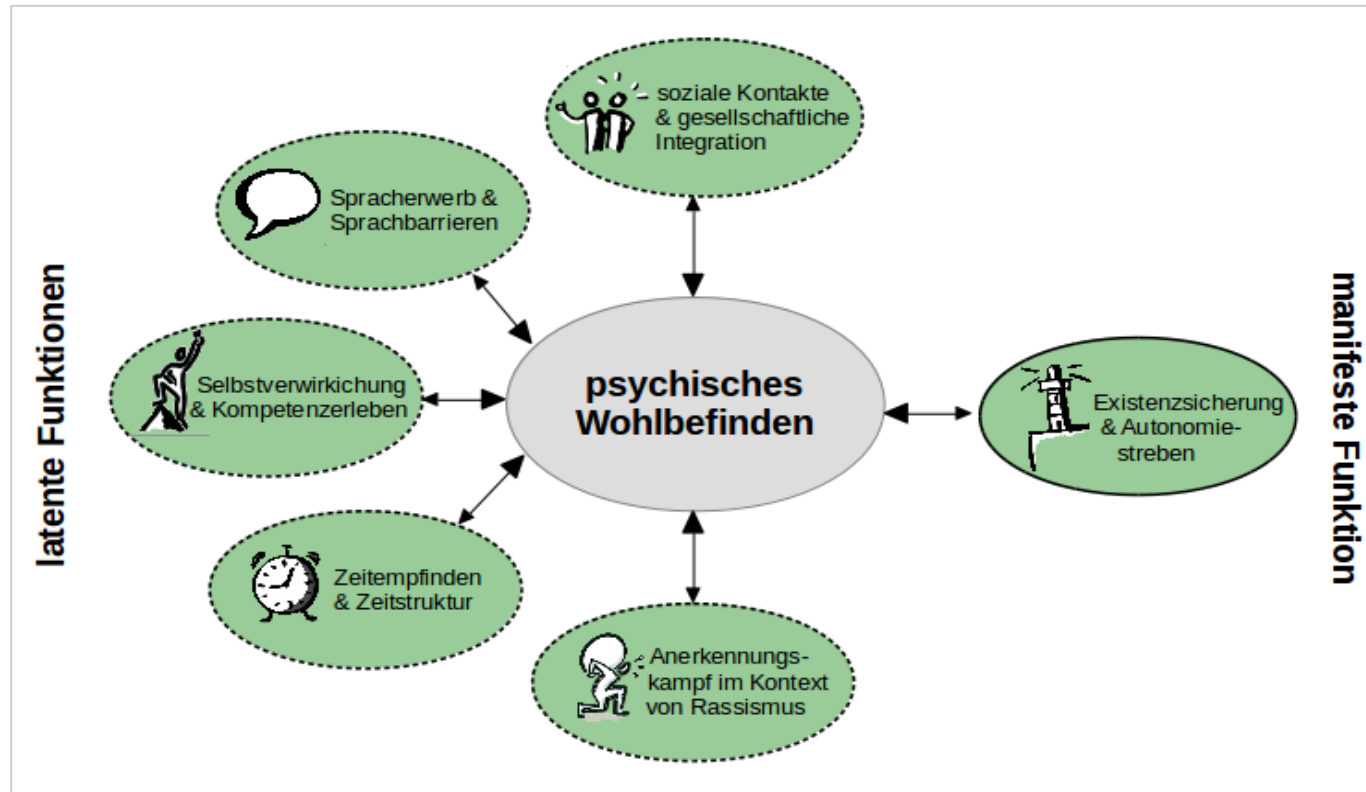 soziale Kontakte
& gesellschaftliche
Integration
Spracherwerb &
Sprachbarrieren
latente Funktionen
Selbstverwirkichung
& Kompetenzerleben
psychisches
Wohlbefinden
Existenzsicherung
& Autonomie-
streben
manifeste Funktion
Zeitempfinden
& Zeitstruktur
Anerkennungs-
kampf im Kontext
von Rassismus